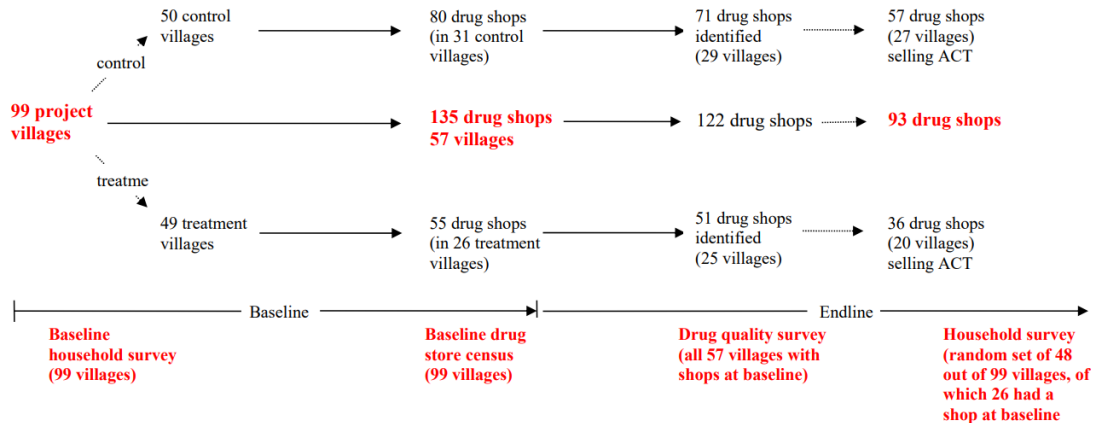 50 control
villages
80 drug shops
(in 31 control
villages)
71 drug shops
identified
(29 villages)
57 drug shops
(27 villages)
selling ACT
control
99 project
villages
135 drug shops
57 villages
122 drug shops
93 drug shops
treatme
49 treatment
villages
55 drug shops
(in 26 treatment
villages)
51 drug shops
identified
(25 villages)
36 drug shops
(20 villages)
selling ACT
Baseline
Endline
Baseline
household survey
(99 villages)
Baseline drug
store census
(99 villages)
Drug quality survey
(all 57 villages with
shops at baseline)
Household survey
(random set of 48
out of 99 villages, of
which 26 had a
shop at baseline